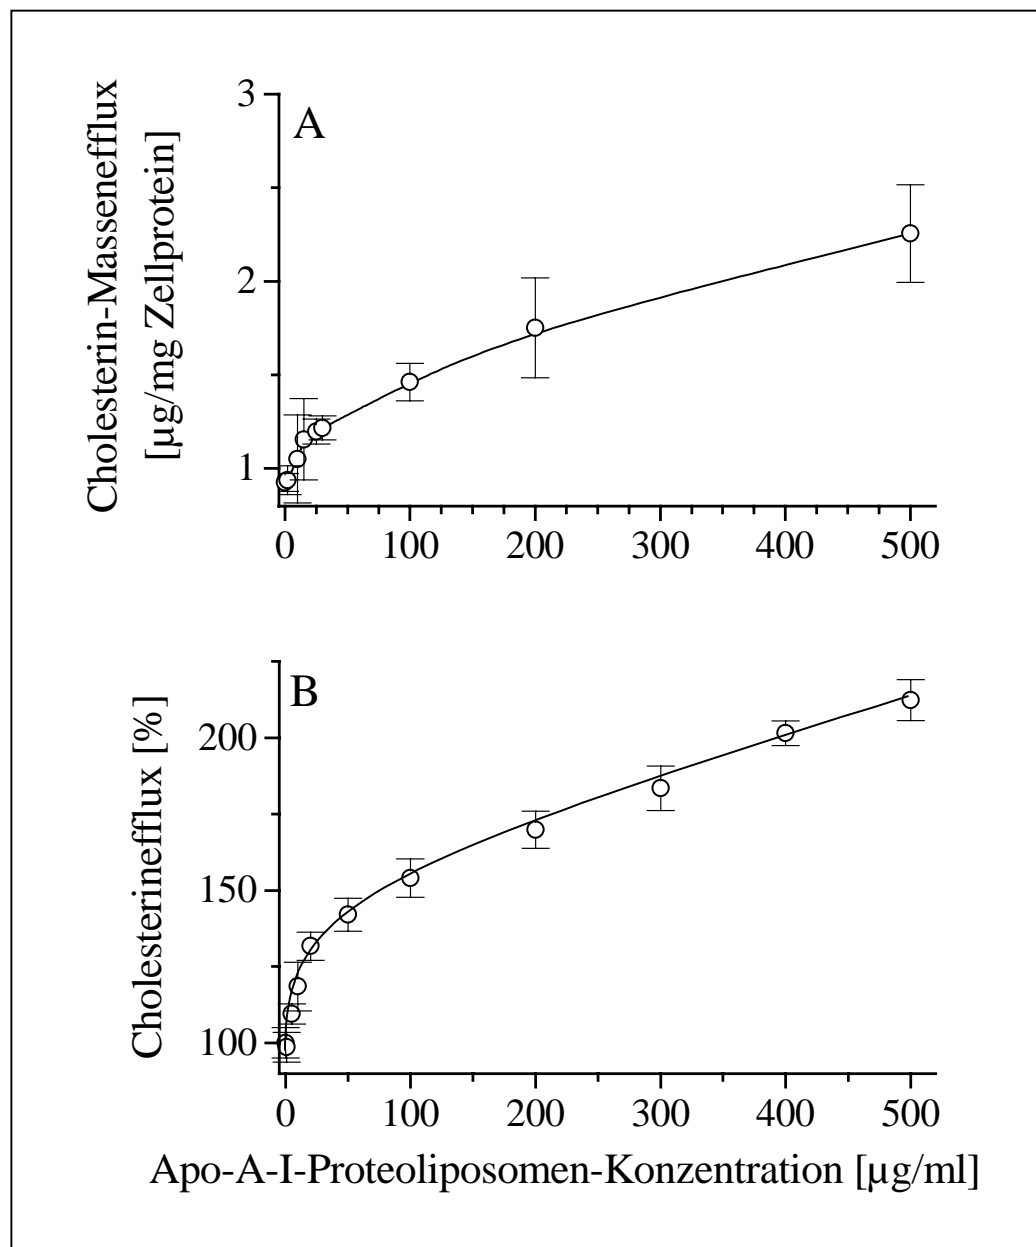 Cholesterin-Massenefflux
[µg/mg Zellprotein]
A
3
2
1
0 100 200 300 400 500
Cholesterinefflux [%]
B
200
150
100
0 100 200 300 400 500
Apo-A-I-Proteoliposomen-Konzentration [µg/ml]